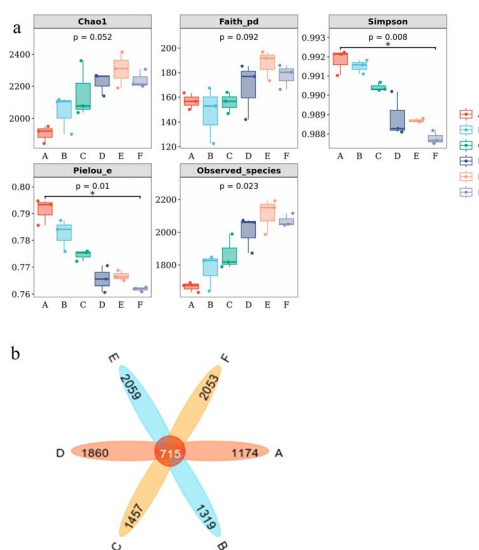 a
Chao1
p = 0.052
2400
2200
2000
A B C D E F
Faith_pd
p = 0.092
200
180
160
140
120
A B C D E F
Simpson
p = 0.008
*
0.993
0.992
0.991
0.990
0.989
0.988
A B C D E F
Pielou_e
p = 0.01
*
0.80
0.79
0.78
0.77
0.76
A B C D E F
Observed_species
p = 0.023
2200
2000
1800
A B C D E F
b
E
F
2059
2053
D
1860
715
1174
A
1457
1319
C
B